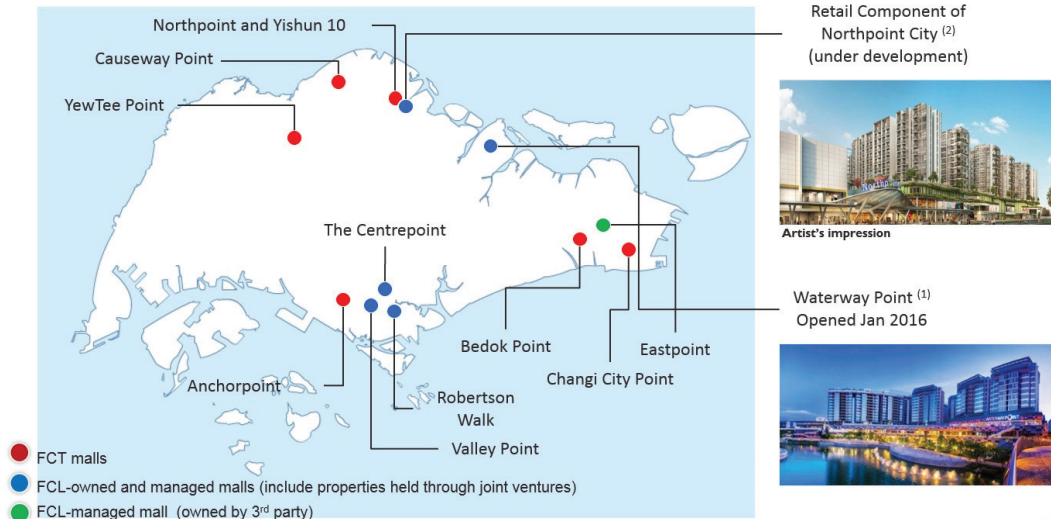 Northpoint and Yishun 10
Causeway Point
YewTee Point
The Centrepoint
Anchorpoint
Robertson
Walk
Valley Point
Bedok Point
Changi City Point
Eastpoint
Retail Component of
Northpoint City (2)
(under development)
Artist's impression
Waterway Point (1)
Opened Jan 2016
FCT malls
FCL-owned and managed malls (include properties held through joint ventures)
FCL-managed mall (owned by 3rd party)